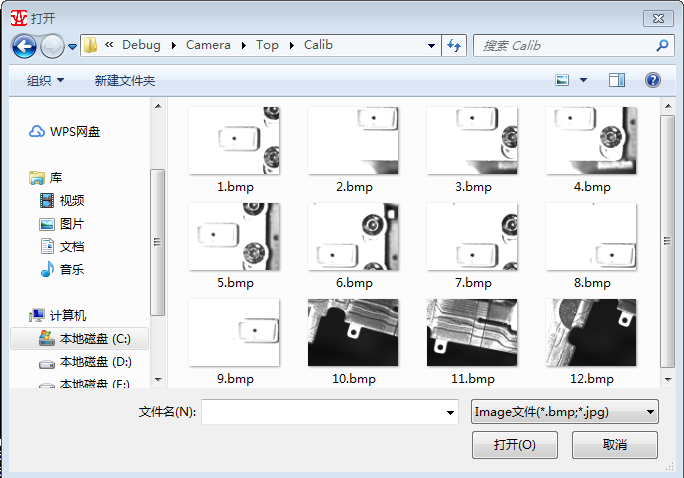 打开
« Debug Camera Top Calib
搜索 Calib
组织 新建文件夹
WPS网盘
库
视频
图片
文档
音乐
计算机
本地磁盘 (C:)
本地磁盘 (D:)
本地磁盘 (E:)
1.bmp 2.bmp 3.bmp 4.bmp
5.bmp 6.bmp 7.bmp 8.bmp
9.bmp 10.bmp 11.bmp 12.bmp
文件名(N):
Image文件(*.bmp;*.jpg)
打开(O) 取消